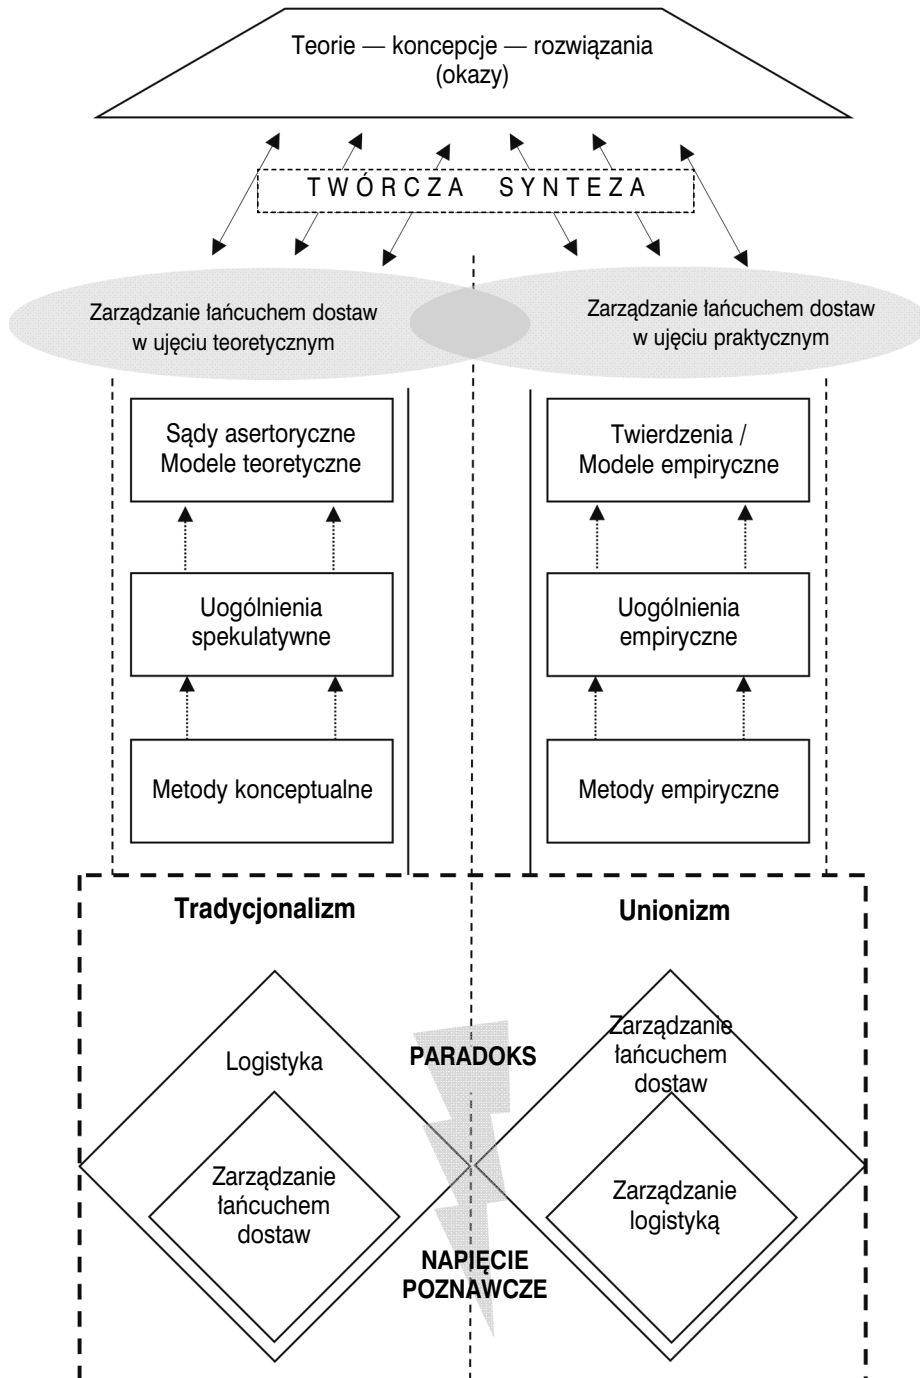 Teorie — koncepcje — rozwiązania
(okazy)
TWÓRCZA SYNTEZA
Zarządzanie łańcuchem dostaw
w ujęciu teoretycznym
Zarządzanie łańcuchem dostaw
w ujęciu praktycznym
Sądy asertoryczne
Modele teoretyczne
Twierdzenia /
Modele empiryczne
Uogólnienia
spekulatywne
Uogólnienia
empiryczne
Metody konceptualne
Metody empiryczne
Tradycjonalizm
Unionizm
Logistyka
PARADOKS
Zarządzanie
łańcuchem
dostaw
Zarządzanie
łańcuchem
dostaw
Zarządzanie
logistyką
NAPIĘCIE
POZNAWCZE